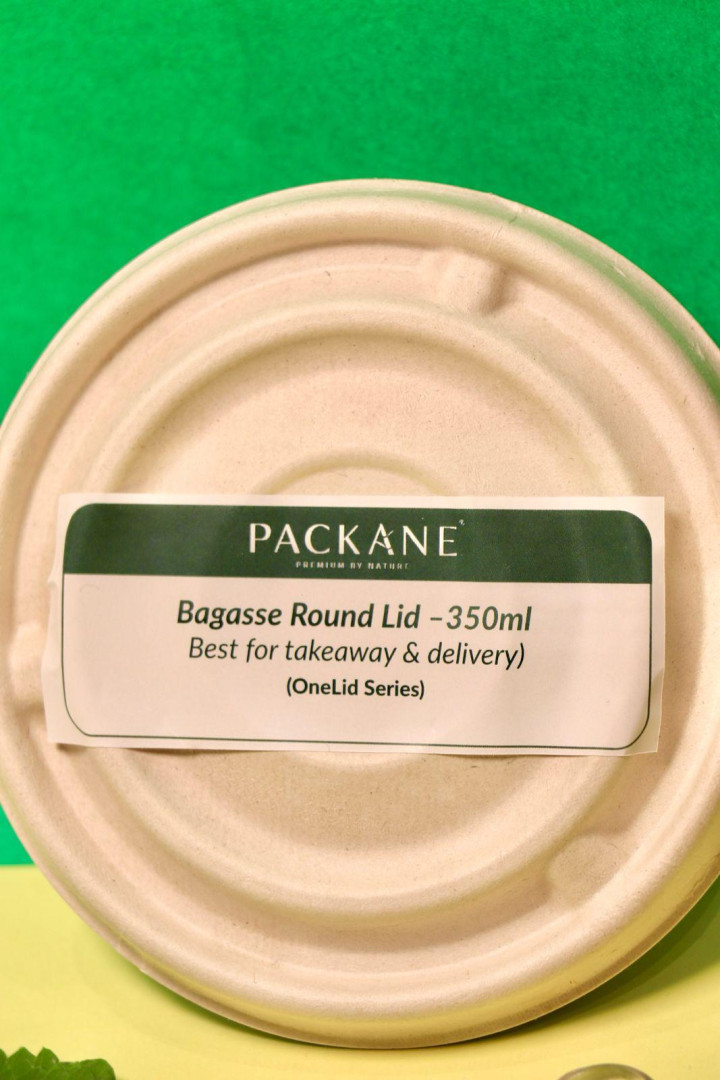 PACKANE
PREMIUM BY NATURE
Bagasse Round Lid –350ml
Best for takeaway & delivery)
(OneLid Series)